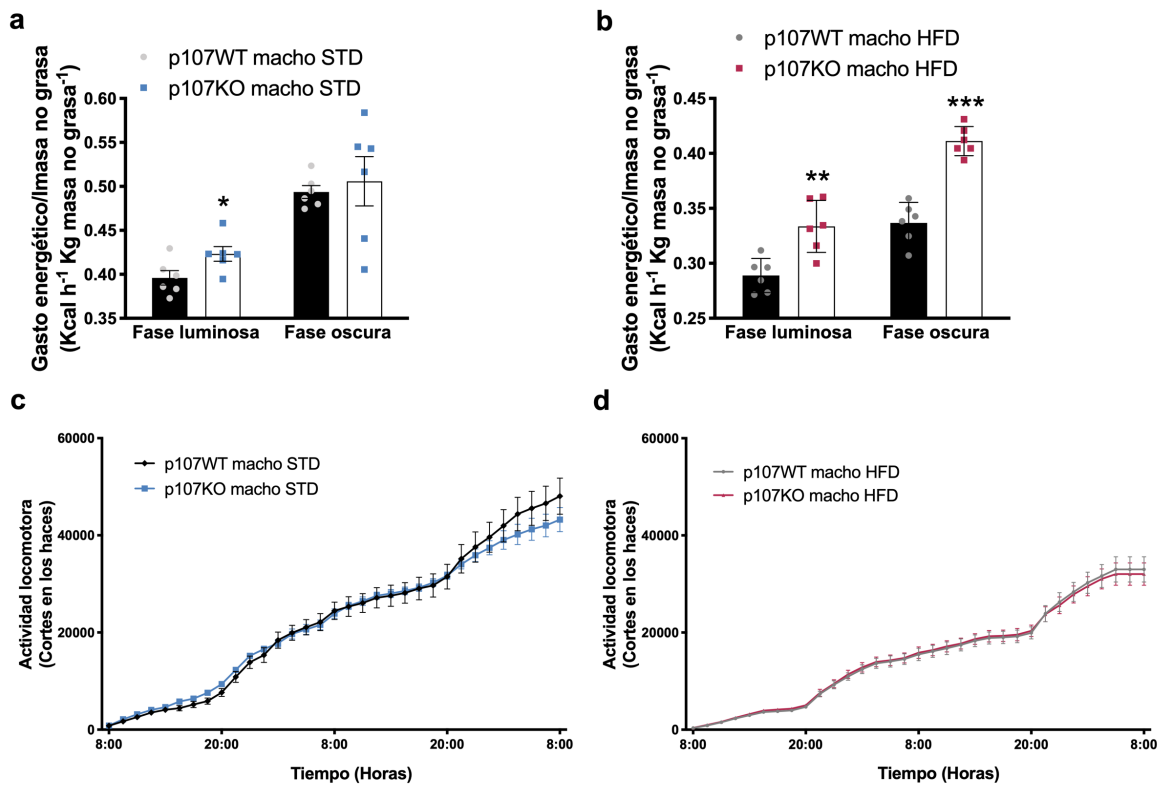 a
p107WT macho STD
p107KO macho STD
Gasto energético/lmasa no grasa
(Kcal h-1 Kg masa no grasa-1)
0.60
0.55
0.50
0.45
0.40
0.35
*
Fase luminosa
Fase oscura
b
p107WT macho HFD
p107KO macho HFD
Gasto energético/lmasa no grasa
(Kcal h-1 Kg masa no grasa-1)
0.45
0.40
0.35
0.30
0.25
**
***
Fase luminosa
Fase oscura
c
p107WT macho STD
p107KO macho STD
Actividad locomotora
(Cortes en los haces)
60000
40000
20000
0
8:00
20:00
8:00
20:00
8:00
Tiempo (Horas)
d
p107WT macho HFD
p107KO macho HFD
Actividad locomotora
(Cortes en los haces)
60000
40000
20000
0
8:00
20:00
8:00
20:00
8:00
Tiempo (Horas)